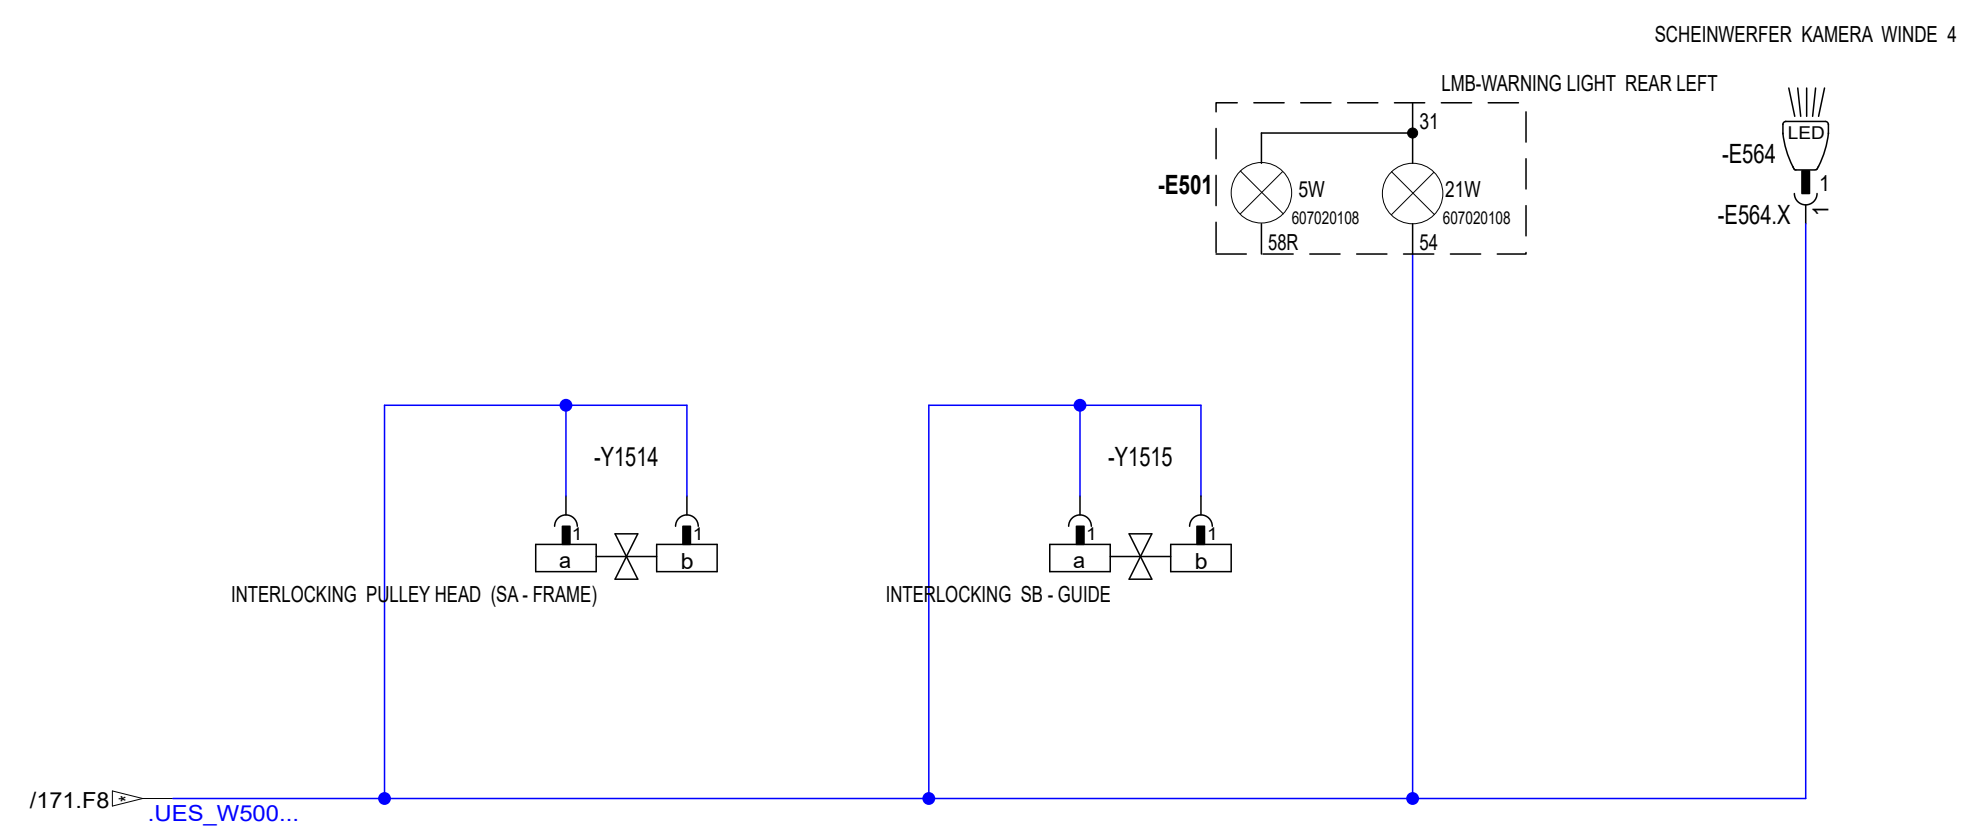 SCHEINWERFER KAMERA WINDE 4
LMB-WARNING LIGHT REAR LEFT
31
LED
-E564
-E501
5W
21W
1
607020108
607020108
-E564.X
1
58R
54
-Y1514
-Y1515
1
1
1
1
a
b
a
b
INTERLOCKING PULLEY HEAD (SA - FRAME)
INTERLOCKING SB - GUIDE
/171.F8
*
.UES_W500...